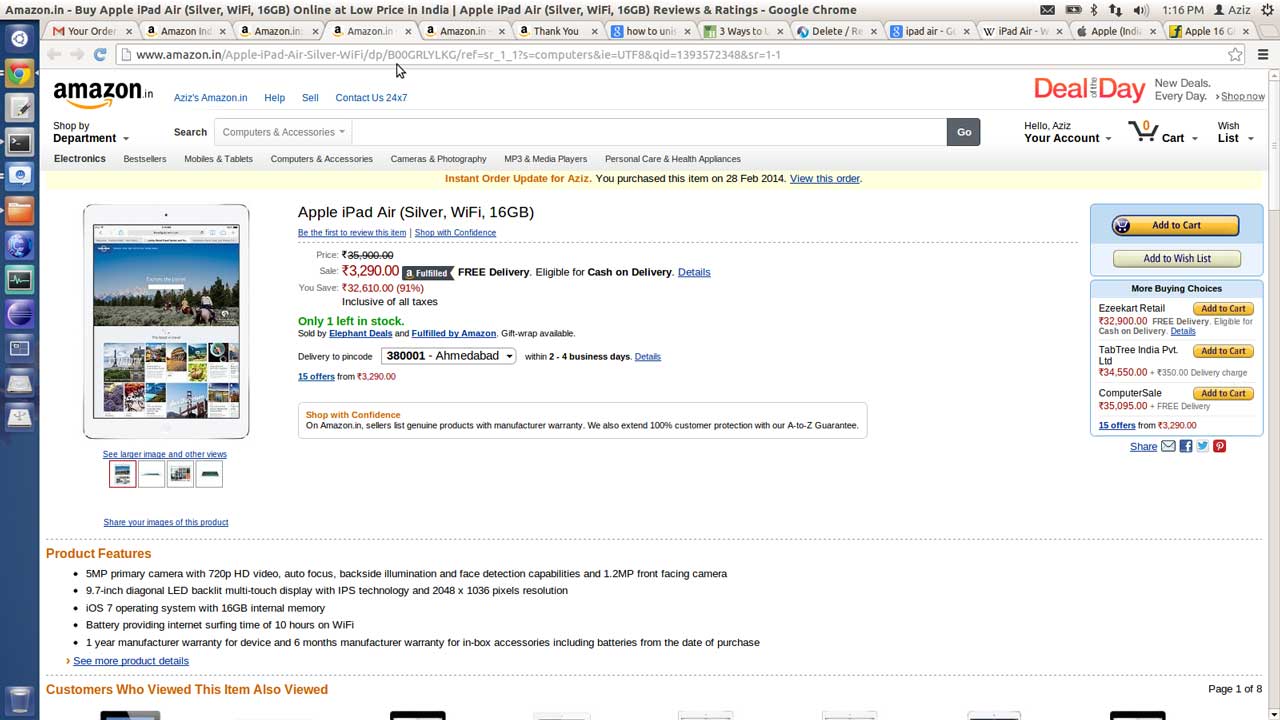 Amazon.in - Buy Apple iPad Air (Silver, WiFi, 16GB) Online at Low Price in India | Apple iPad Air (Silver, WiFi, 16GB) Reviews & Ratings - Google Chrome
1:16 PM Aziz
Your Order
Amazon Ind
Amazon.in
Amazon.in
Amazon.in
Thank You
how to unis
3 Ways to U
Delete / Re
ipad air - G
iPad Air - W
Apple (India
Apple 16 G
www.amazon.in/Apple-iPad-Air-Silver-WiFi/dp/B00GRLYLKG/ref=sr_1_1?s=computers&ie=UTF8&qid=1393572348&sr=1-1
amazon.in
Aziz's Amazon.in Help Sell Contact Us 24x7
Deal of the Day
New Deals.
Every Day. › Shop now
Shop by
Department
Search Computers & Accessories Go
Hello, Aziz
Your Account
0 Cart
Wish
List
Electronics Bestsellers Mobiles & Tablets Computers & Accessories Cameras & Photography MP3 & Media Players Personal Care & Health Appliances
Instant Order Update for Aziz. You purchased this item on 28 Feb 2014. View this order.
Apple iPad Air (Silver, WiFi, 16GB)
Be the first to review this item | Shop with Confidence
Price: ₹35,900.00
Sale: ₹3,290.00 a Fulfilled FREE Delivery. Eligible for Cash on Delivery. Details
You Save: ₹32,610.00 (91%)
Inclusive of all taxes
Only 1 left in stock.
Sold by Elephant Deals and Fulfilled by Amazon. Gift-wrap available.
Delivery to pincode 380001 - Ahmedabad within 2 - 4 business days. Details
15 offers from ₹3,290.00
Shop with Confidence
On Amazon.in, sellers list genuine products with manufacturer warranty. We also extend 100% customer protection with our A-to-Z Guarantee.
Explore the planet
See larger image and other views
Share your images of this product
Add to Cart
Add to Wish List
More Buying Choices
Ezeekart Retail Add to Cart
₹32,900.00 FREE Delivery. Eligible for
Cash on Delivery. Details
TabTree India Pvt. Add to Cart
Ltd
₹34,550.00 + ₹350.00 Delivery charge
ComputerSale Add to Cart
₹35,095.00 + FREE Delivery
15 offers from ₹3,290.00
Share
Product Features
• 5MP primary camera with 720p HD video, auto focus, backside illumination and face detection capabilities and 1.2MP front facing camera
• 9.7-inch diagonal LED backlit multi-touch display with IPS technology and 2048 x 1036 pixels resolution
• iOS 7 operating system with 16GB internal memory
• Battery providing internet surfing time of 10 hours on WiFi
• 1 year manufacturer warranty for device and 6 months manufacturer warranty for in-box accessories including batteries from the date of purchase
› See more product details
Customers Who Viewed This Item Also Viewed
Page 1 of 8